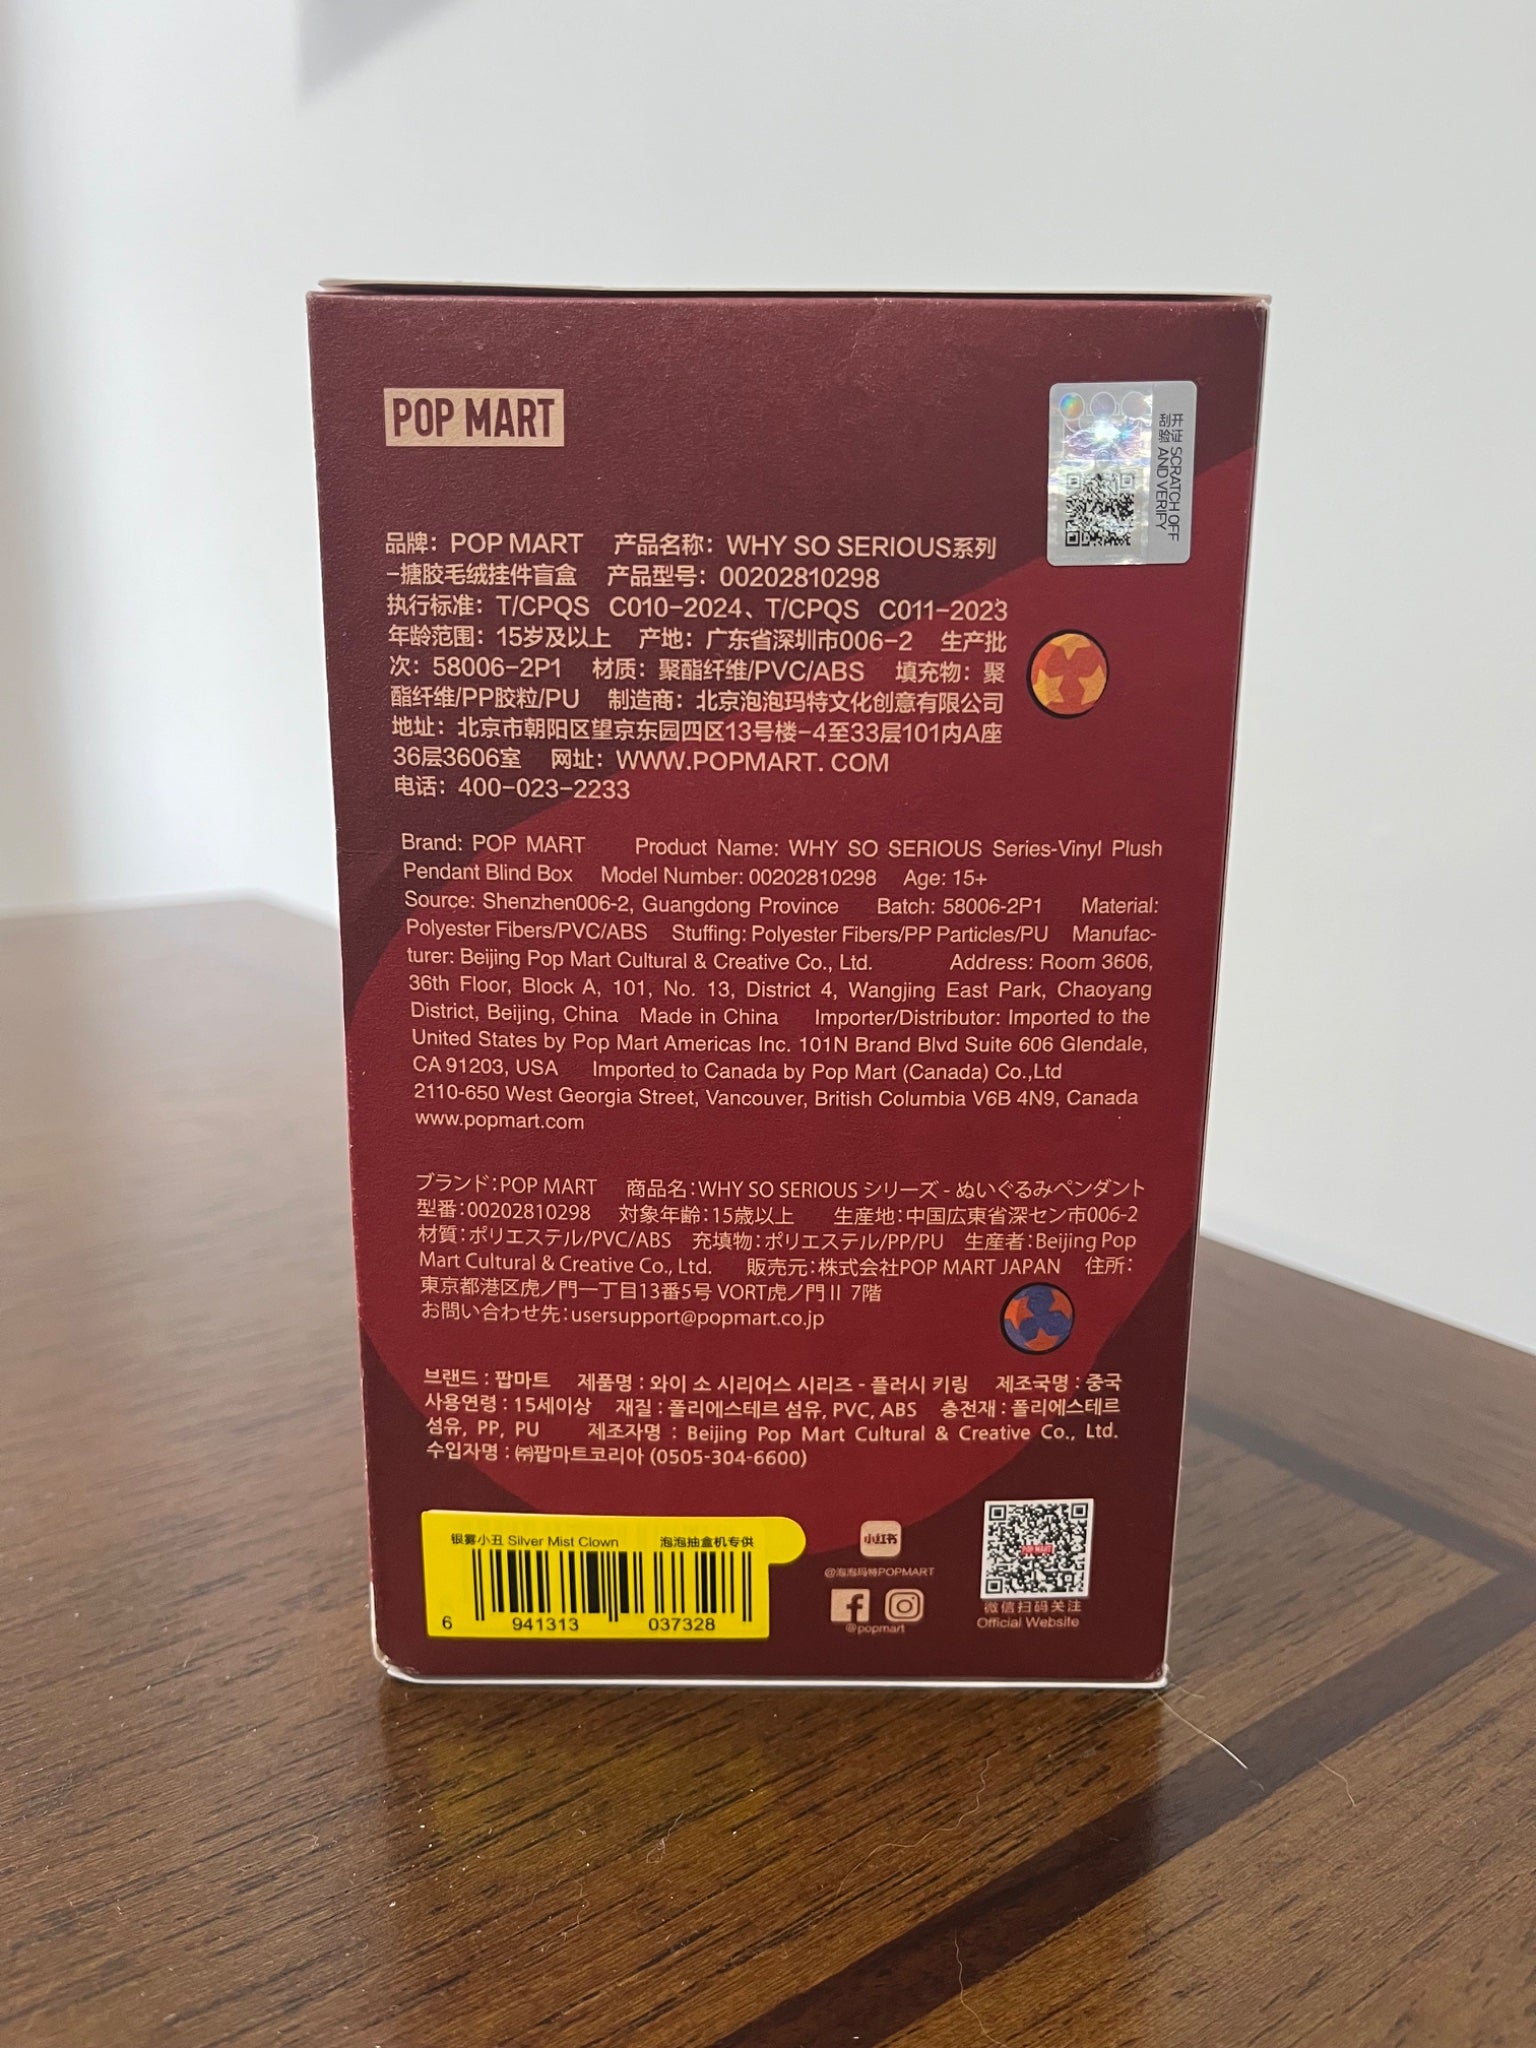 POP MART
开涂 SCRATCH OFF
AND VERIFY
品牌：POP MART 产品名称：WHY SO SERIOUS系列
-搪胶毛绒挂件盲盒 产品型号：00202810298
执行标准：T/CPQS C010-2024、T/CPQS C011-2023
年龄范围：15岁及以上 产地：广东省深圳市006-2 生产批
次：58006-2P1 材质：聚酯纤维/PVC/ABS 填充物：聚
酯纤维/PP胶粒/PU 制造商：北京泡泡玛特文化创意有限公司
地址：北京市朝阳区望京东园四区13号楼-4至33层101内A座
36层3606室 网址：WWW.POPMART. COM
电话：400-023-2233
Brand: POP MART Product Name: WHY SO SERIOUS Series-Vinyl Plush
Pendant Blind Box Model Number: 00202810298 Age: 15+
Source: Shenzhen006-2, Guangdong Province Batch: 58006-2P1 Material:
Polyester Fibers/PVC/ABS Stuffing: Polyester Fibers/PP Particles/PU Manufac-
turer: Beijing Pop Mart Cultural & Creative Co., Ltd. Address: Room 3606,
36th Floor, Block A, 101, No. 13, District 4, Wangjing East Park, Chaoyang
District, Beijing, China Made in China Importer/Distributor: Imported to the
United States by Pop Mart Americas Inc. 101N Brand Blvd Suite 606 Glendale,
CA 91203, USA Imported to Canada by Pop Mart (Canada) Co.,Ltd
2110-650 West Georgia Street, Vancouver, British Columbia V6B 4N9, Canada
www.popmart.com
ブランド：POP MART 商品名：WHY SO SERIOUS シリーズ - ぬいぐるみペンダント
型番：00202810298 対象年齢：15歳以上 生産地：中国広東省深セン市006-2
材質：ポリエステル/PVC/ABS 充填物：ポリエステル/PP/PU 生産者：Beijing Pop
Mart Cultural & Creative Co., Ltd. 販売元：株式会社POP MART JAPAN 住所：
東京都港区虎ノ門一丁目13番5号 VORT虎ノ門Ⅱ 7階
お問い合わせ先：usersupport@popmart.co.jp
브랜드 : 팝마트 제품명 : 와이 소 시리어스 시리즈 - 플러시 키링 제조국명 : 중국
사용연령 : 15세이상 재질 : 폴리에스테르 섬유, PVC, ABS 충전재 : 폴리에스테르
섬유, PP, PU 제조자명 : Beijing Pop Mart Cultural & Creative Co., Ltd.
수입자명 : ㈜팝마트코리아 (0505-304-6600)
银雾小丑 Silver Mist Clown 泡泡抽盒机专供
6 941313 037328
小红书
@泡泡玛特POPMART
@popmart
POP MART
微信扫码关注
Official Website